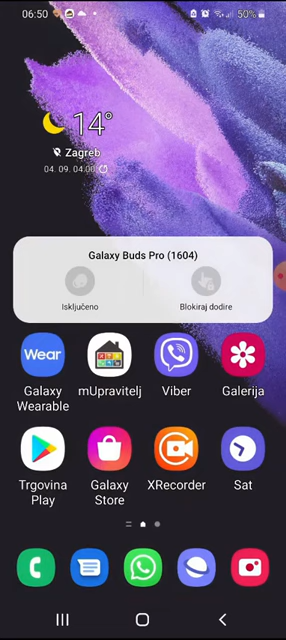 06:50
50%
14°
Zagreb
04. 09. 04:00
Galaxy Buds Pro (1604)
Isključeno
Blokiraj dodire
Wear
Galaxy Wearable
mUpravitelj
Viber
Galerija
Trgovina Play
Galaxy Store
XRecorder
Sat